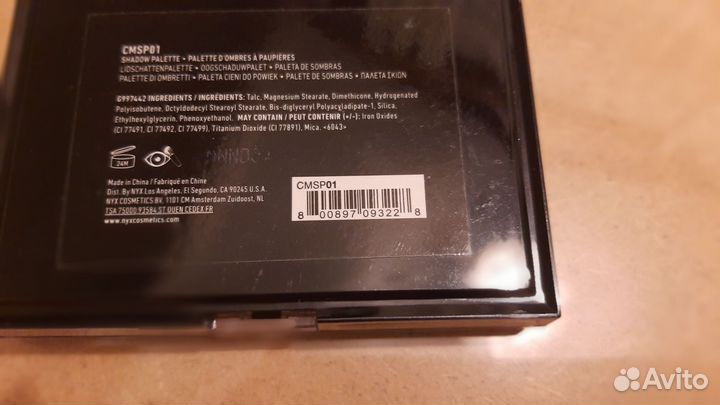 CMSP01
SHADOW PALETTE • PALETTE D'OMBRES À PAUPIÈRES
LIDSCHATTENPALETTE • OOGSCHADUWPALET • PALETA DE SOMBRAS
PALETTE DI OMBRETTI • PALETA CIENI DO POWIEK • PALETE DE SOMBRAS • ΠΑΛΕΤΑ ΣΚΙΩΝ
G997442 INGREDIENTS / INGRÉDIENTS: Talc, Magnesium Stearate, Dimethicone, Hydrogenated
Polyisobutene, Octyldodecyl Stearoyl Stearate, Bis-diglyceryl Polyacyladipate-1, Silica,
Ethylhexylglycerin, Phenoxyethanol. MAY CONTAIN / PEUT CONTENIR (+/-): Iron Oxides
(CI 77491, CI 77492, CI 77499), Titanium Dioxide (CI 77891), Mica. <6043>
24M
Made in China / Fabriqué en Chine
Dist. By NYX Los Angeles, El Segundo, CA 90245 U.S.A.
NYX COSMETICS BV, 1101 CM Amsterdam Zuidoost, NL
TSA 75000 93584 ST OUEN CEDEX FR
www.nyxcosmetics.com
CMSP01
8 00897 09322 8
Avito